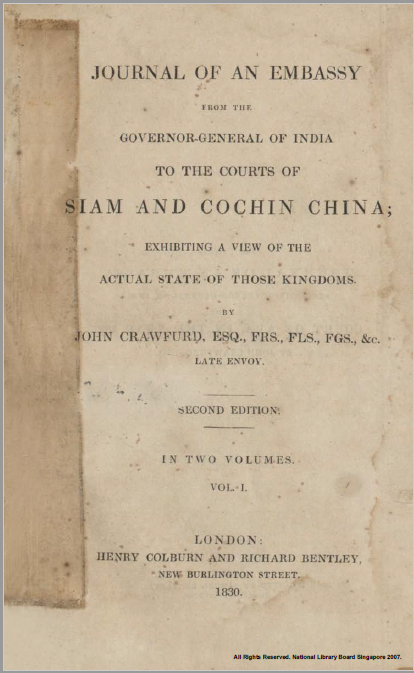 JOURNAL OF AN EMBASSY
FROM THE
GOVERNOR-GENERAL OF INDIA
TO THE COURTS OF
SIAM AND COCHIN CHINA;
EXHIBITING A VIEW OF THE
ACTUAL STATE OF THOSE KINGDOMS.
BY
JOHN CRAWFURD, ESQ., FRS., FLS., FGS., &c.
LATE ENVOY.
SECOND EDITION.
IN TWO VOLUMES.
VOL. I.
LONDON:
HENRY COLBURN AND RICHARD BENTLEY,
NEW BURLINGTON STREET.
1830.
All Rights Reserved. National Library Board Singapore 2007.